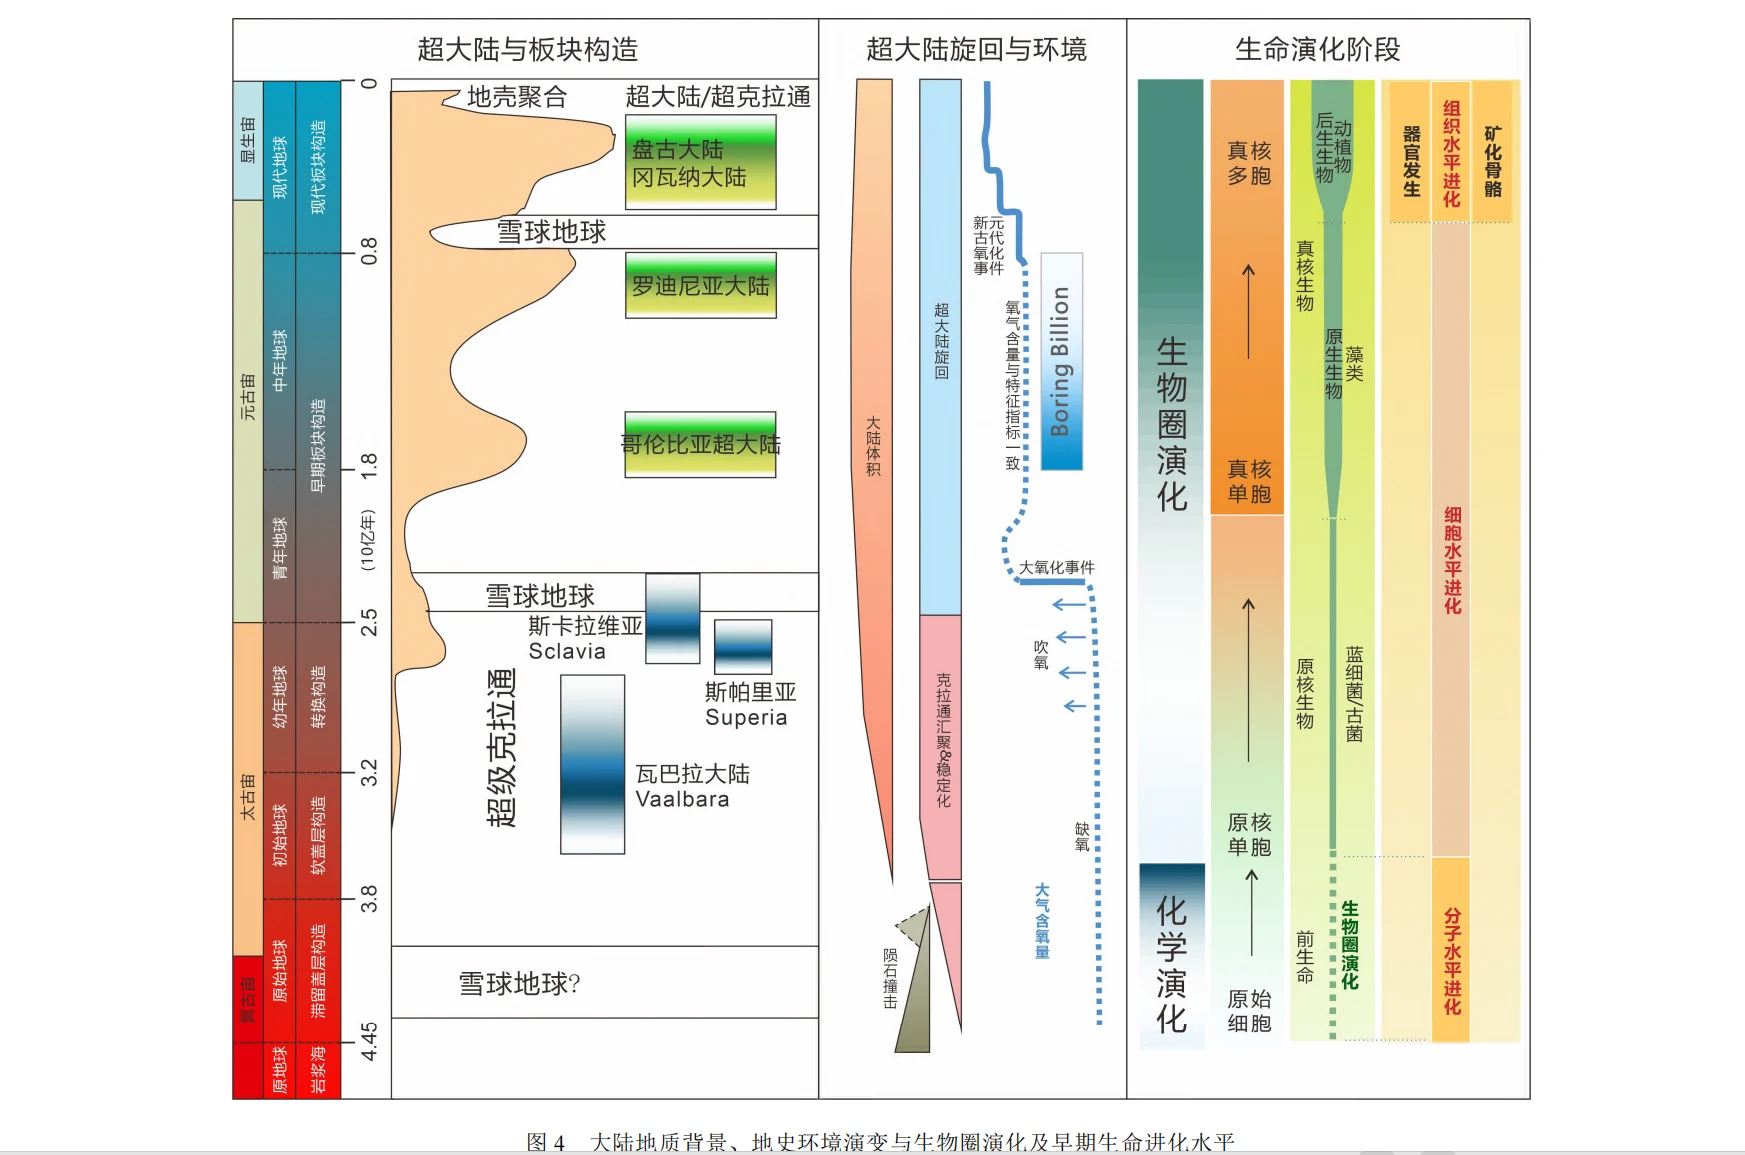 超大陆与板块构造
超大陆旋回与环境
生命演化阶段
显生宙
元古宙
太古宙
冥古宙
现代地球
中年地球
青年地球
幼年地球
初始地球
原始地球
原地球
现代板块构造
早期板块构造
转换构造
软盖层构造
滞留盖层构造
岩浆海
0
0.8
1.8
(10亿年)
2.5
3.2
3.8
4.45
地壳聚合
超大陆/超克拉通
盘古大陆
冈瓦纳大陆
雪球地球
罗迪尼亚大陆
哥伦比亚超大陆
雪球地球
斯卡拉维亚
Sclavia
斯帕里亚
Superia
超级克拉通
瓦巴拉大陆
Vaalbara
雪球地球?
大陆体积
超大陆旋回
克拉通汇聚&稳定化
陨石撞击
新元古代氧化事件
氧气含量与特征指标一致
Boring Billion
大氧化事件
吹氧
缺氧
大气含氧量
生物圈演化
化学演化
真核
多胞
真核
单胞
原核
单胞
原始
细胞
后生生物
动植物
真核生物
原生生物
藻类
原核生物
蓝细菌/古菌
前生命
生物圈演化
器官发生
组织水平进化
矿化骨骼
细胞水平进化
分子水平进化
图 4 大陆地质背景、地史环境演变与生物圈演化及早期生命进化水平